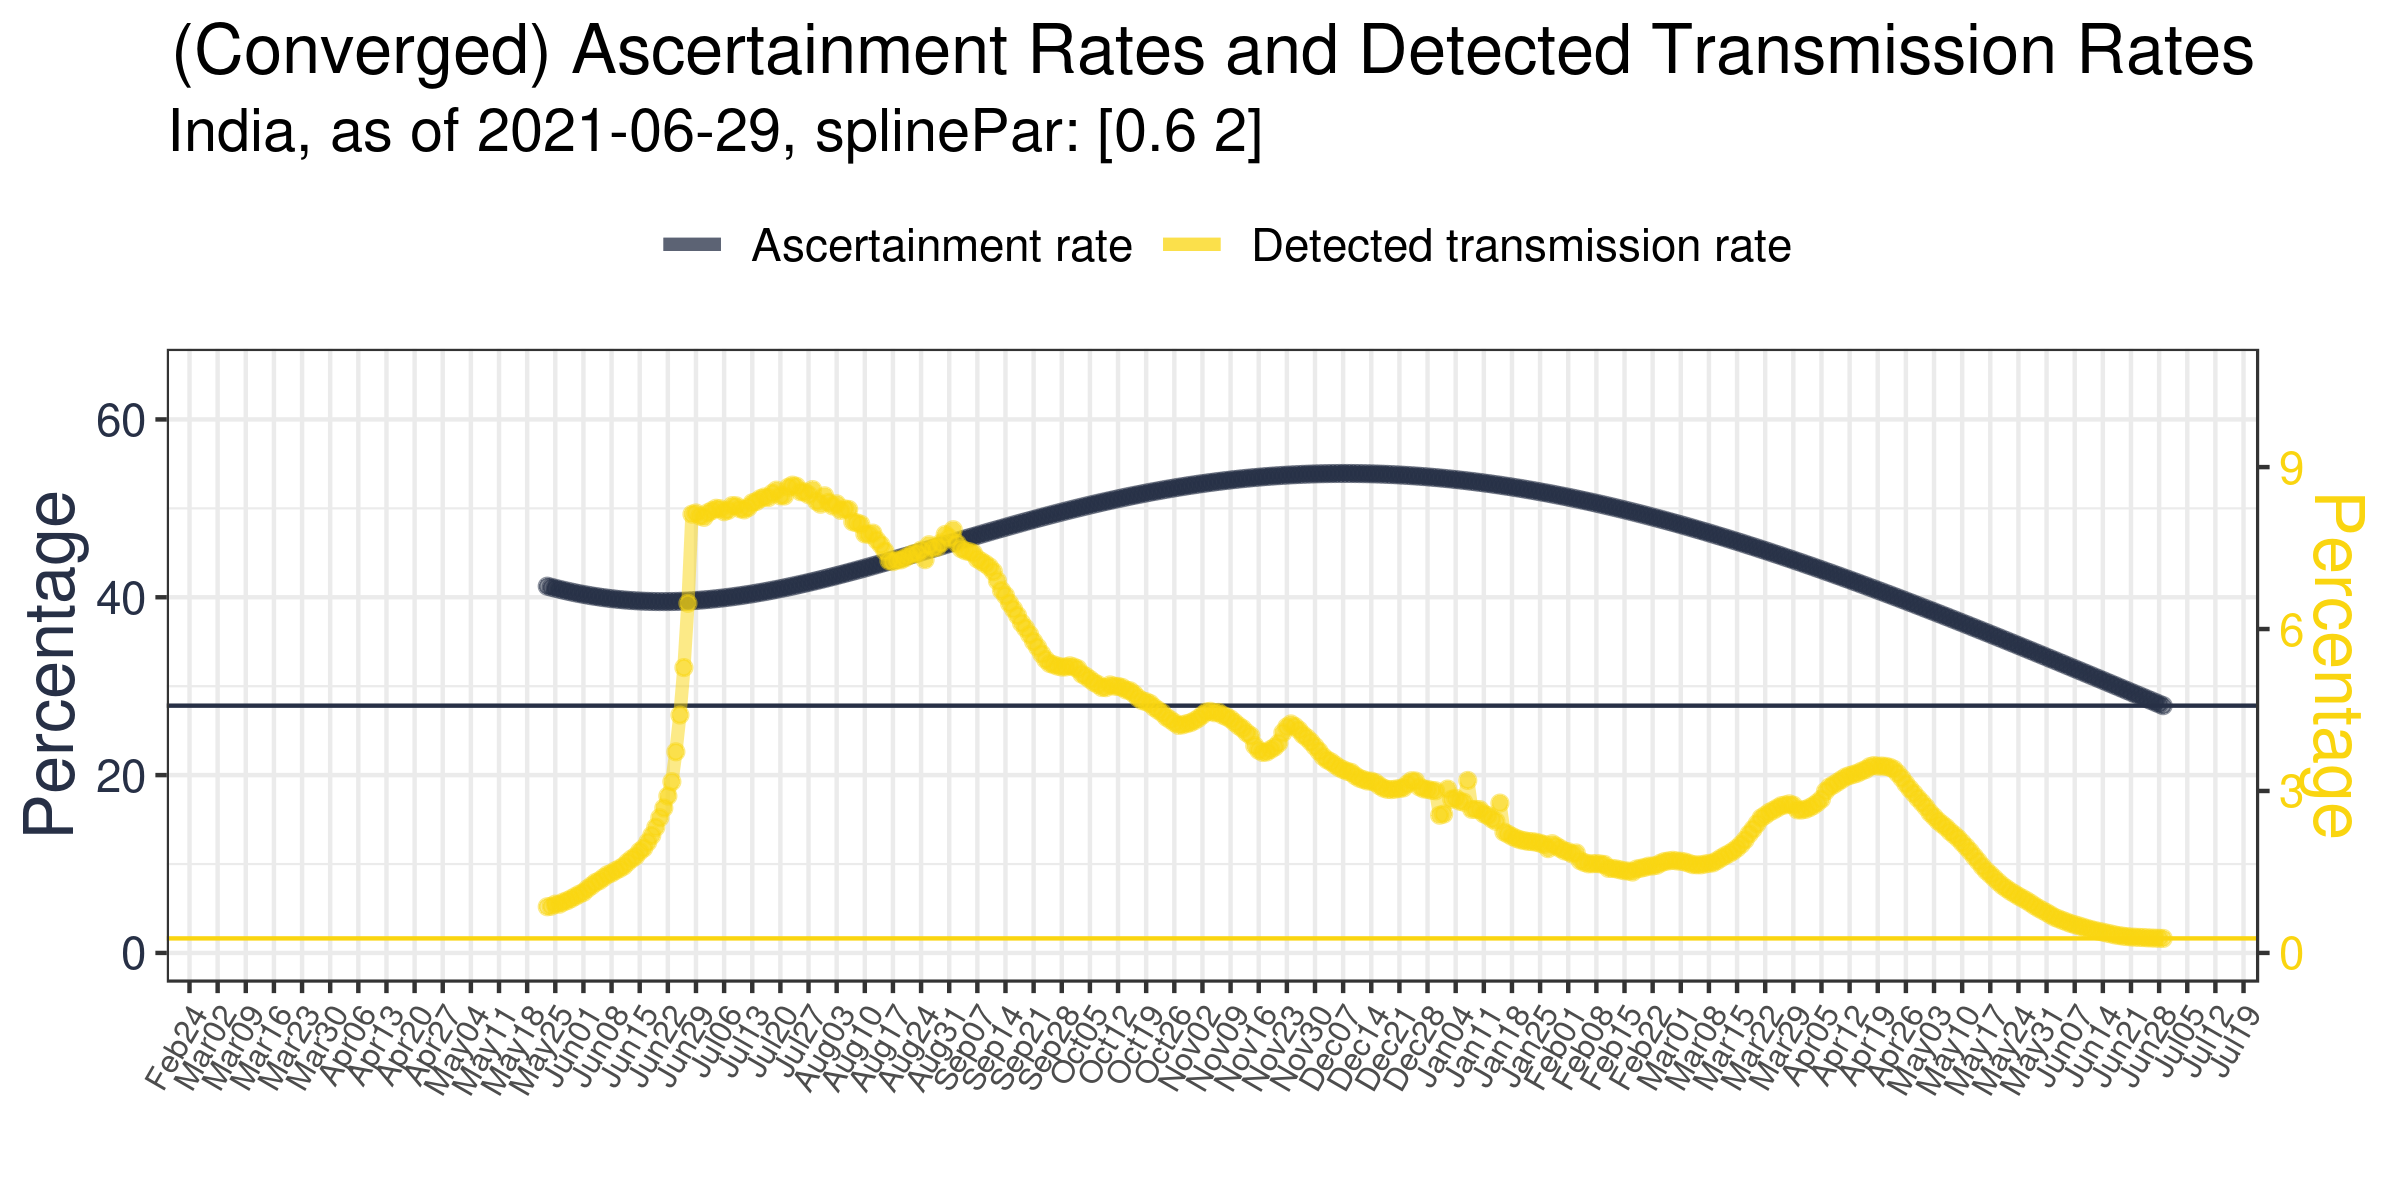 (Converged) Ascertainment Rates and Detected Transmission Rates
India, as of 2021-06-29, splinePar: [0.6 2]
Ascertainment rate
Detected transmission rate
Percentage
60
40
20
0
9
6
3
0
Percentage
Feb24
Mar02
Mar09
Mar16
Mar23
Mar30
Apr06
Apr13
Apr20
Apr27
May04
May11
May18
May25
Jun01
Jun08
Jun15
Jun22
Jun29
Jul06
Jul13
Jul20
Jul27
Aug03
Aug10
Aug17
Aug24
Aug31
Sep07
Sep14
Sep21
Sep28
Oct05
Oct12
Oct19
Oct26
Nov02
Nov09
Nov16
Nov23
Nov30
Dec07
Dec14
Dec21
Dec28
Jan04
Jan11
Jan18
Jan25
Feb01
Feb08
Feb15
Feb22
Mar01
Mar08
Mar15
Mar22
Mar29
Apr05
Apr12
Apr19
Apr26
May03
May10
May17
May24
May31
Jun07
Jun14
Jun21
Jun28
Jul05
Jul12
Jul19